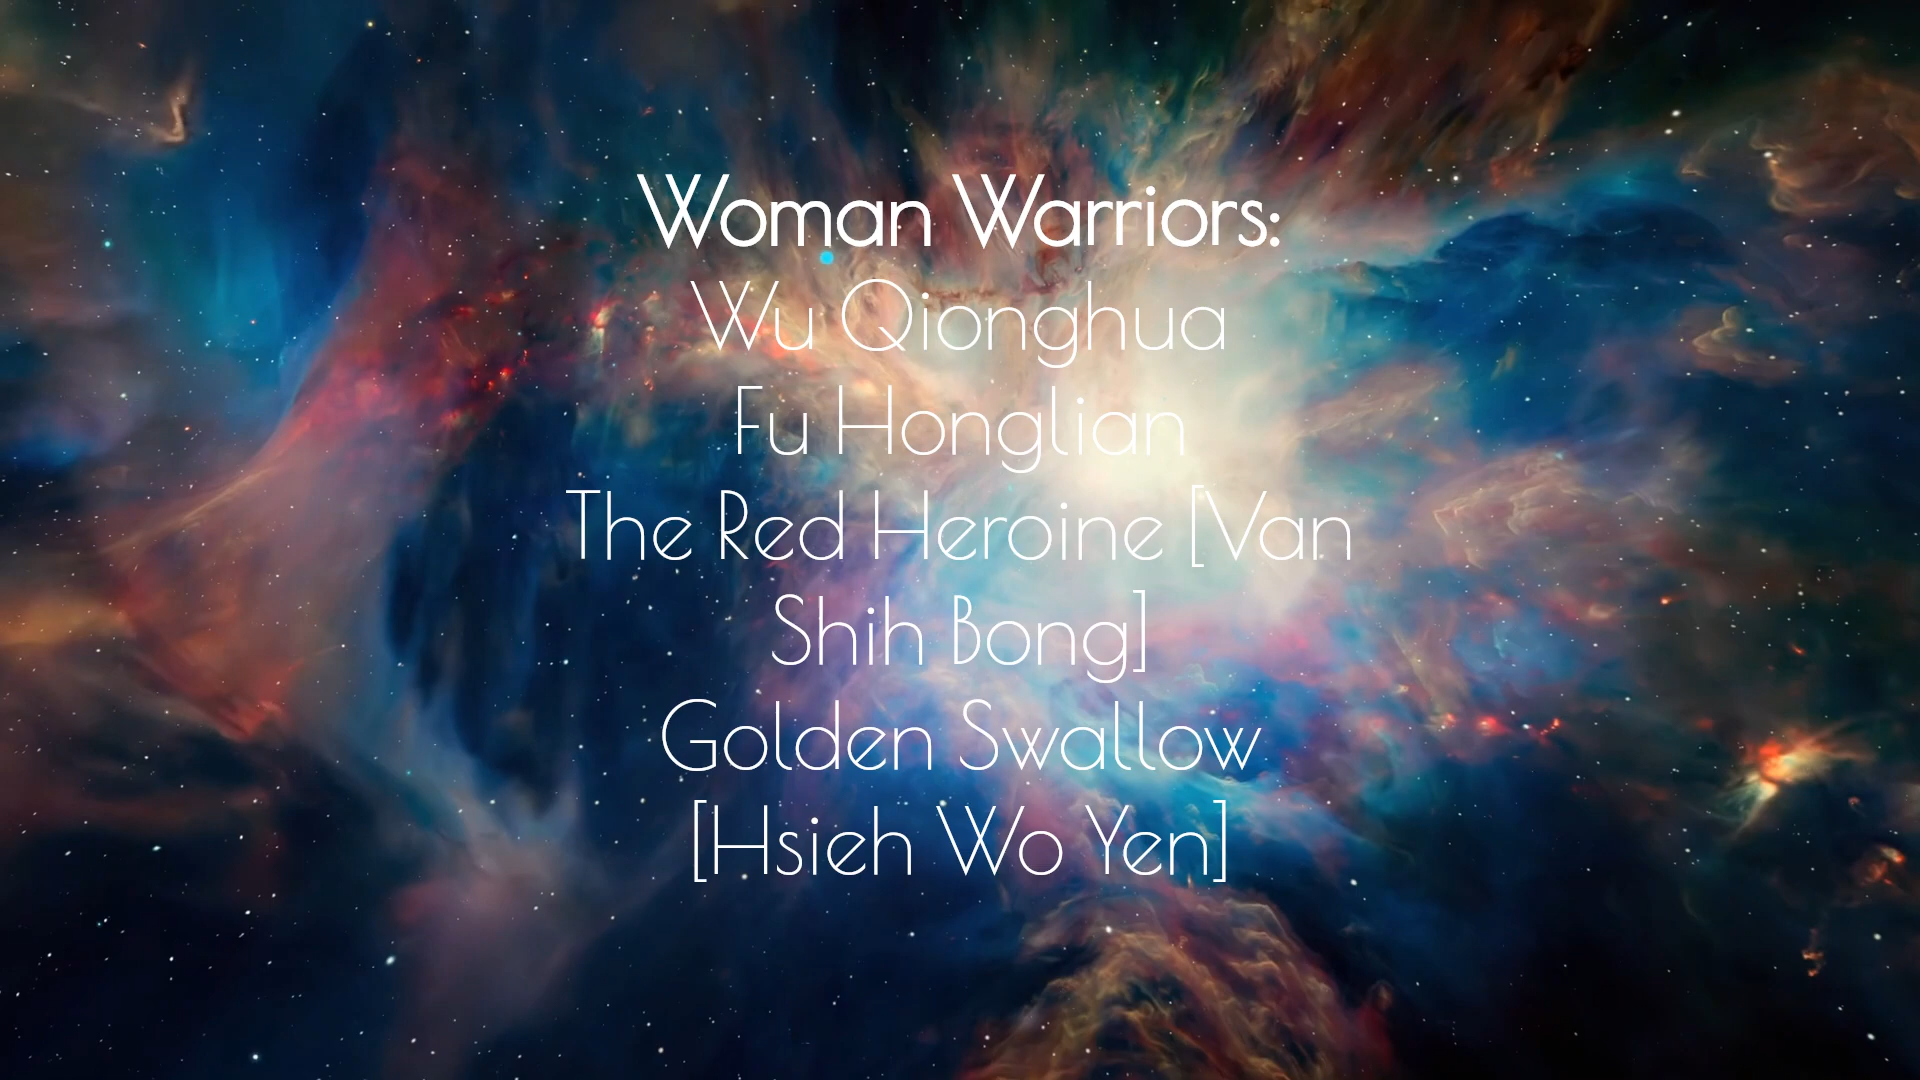 Woman Warriors:
Wu Qionghua
Fu Honglian
The Red Heroine [Van
Shih Bong]
Golden Swallow
[Hsieh Wo Yen]